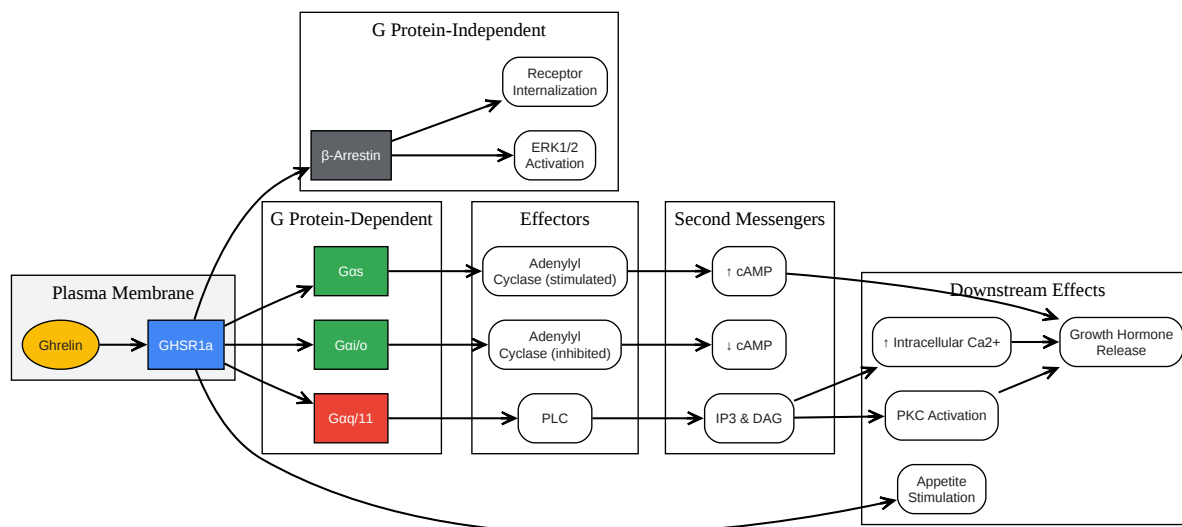 G Protein-Independent
Receptor
Internalization
β-Arrestin
ERK1/2
Activation
G Protein-Dependent
Effectors
Second Messengers
Gαs
Adenylyl
Cyclase (stimulated)
↑ cAMP
Plasma Membrane
Ghrelin
GHSR1a
Gαi/o
Adenylyl
Cyclase (inhibited)
↓ cAMP
Gαq/11
PLC
IP3 & DAG
Downstream Effects
↑ Intracellular Ca2+
Growth Hormone
Release
PKC Activation
Appetite
Stimulation